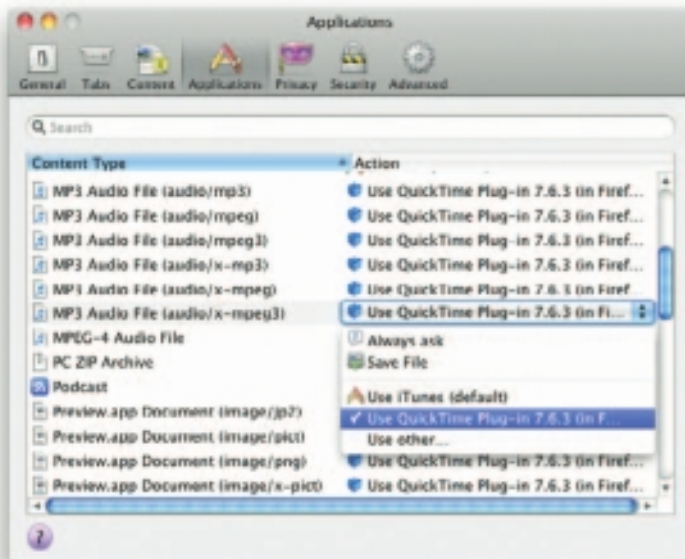 Applications
General Tabs Content Applications Privacy Security Advanced
Search
Content Type Action
MP3 Audio File (audio/mp3) Use QuickTime Plug-in 7.6.3 (in Firef...
MP3 Audio File (audio/mpeg) Use QuickTime Plug-in 7.6.3 (in Firef...
MP3 Audio File (audio/mpeg3) Use QuickTime Plug-in 7.6.3 (in Firef...
MP3 Audio File (audio/x-mp3) Use QuickTime Plug-in 7.6.3 (in Firef...
MP3 Audio File (audio/x-mpeg) Use QuickTime Plug-in 7.6.3 (in Firef...
MP3 Audio File (audio/x-mpeg3) Use QuickTime Plug-in 7.6.3 (in Fi...
MPEG-4 Audio File Always ask
PC ZIP Archive Save File
Podcast
Use iTunes (default)
Preview.app Document (image/jp2) ✓ Use QuickTime Plug-in 7.6.3 (in F...
Preview.app Document (image/pict) Use other...
Preview.app Document (image/png) Use QuickTime Plug-in 7.6.3 (in Firef...
Preview.app Document (image/x-pict) Use QuickTime Plug-in 7.6.3 (in Firef...
?